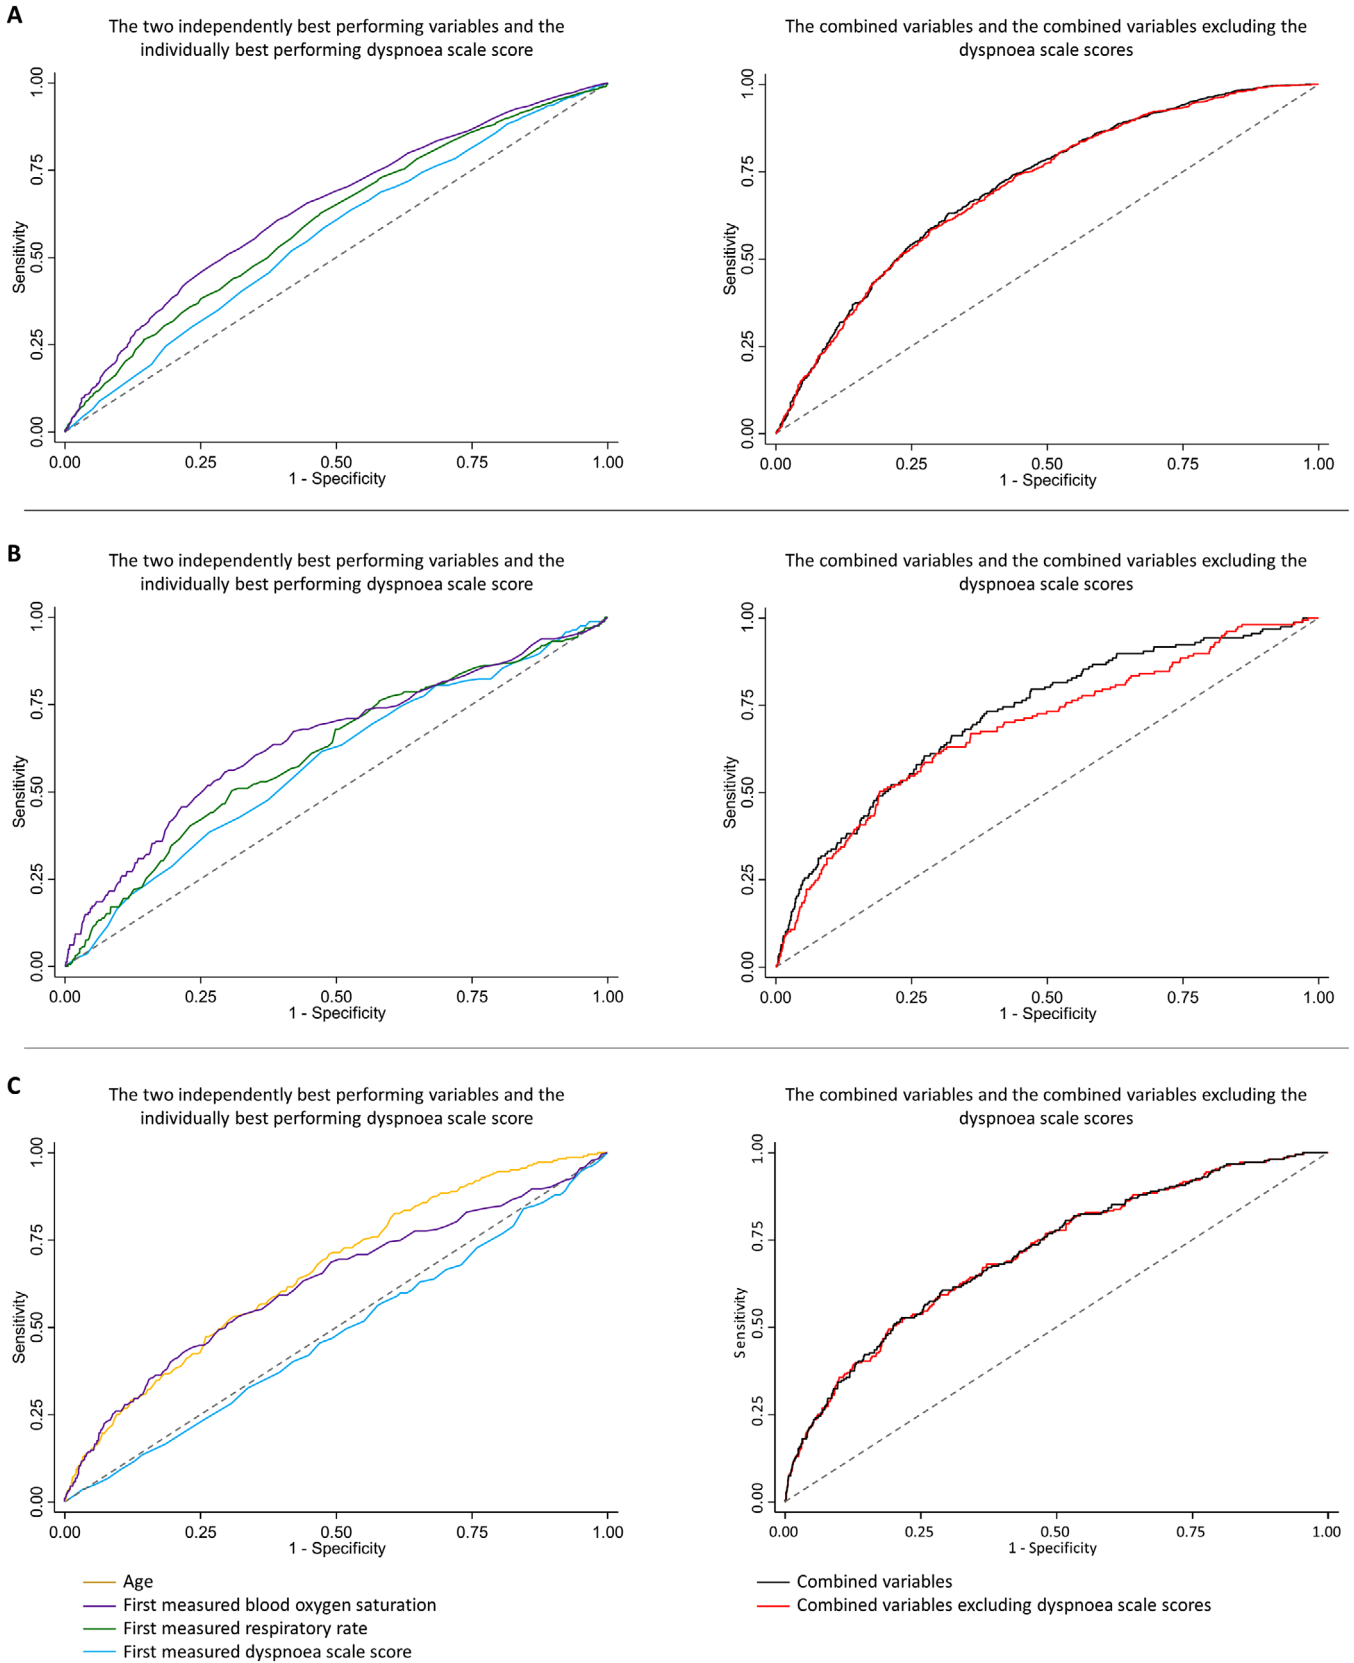 A
The two independently best performing variables and the
individually best performing dyspnoea scale score
1.00
0.75
0.50
0.25
0.00
Sensitivity
0.00 0.25 0.50 0.75 1.00
1 - Specificity
The combined variables and the combined variables excluding the
dyspnoea scale scores
1.00
0.75
0.50
0.25
0.00
Sensitivity
0.00 0.25 0.50 0.75 1.00
1 - Specificity
B
The two independently best performing variables and the
individually best performing dyspnoea scale score
1.00
0.75
0.50
0.25
0.00
Sensitivity
0.00 0.25 0.50 0.75 1.00
1 - Specificity
The combined variables and the combined variables excluding the
dyspnoea scale scores
1.00
0.75
0.50
0.25
0.00
Sensitivity
0.00 0.25 0.50 0.75 1.00
1 - Specificity
C
The two independently best performing variables and the
individually best performing dyspnoea scale score
1.00
0.75
0.50
0.25
0.00
Sensitivity
0.00 0.25 0.50 0.75 1.00
1 - Specificity
The combined variables and the combined variables excluding the
dyspnoea scale scores
1.00
0.75
0.50
0.25
0.00
Sensitivity
0.00 0.25 0.50 0.75 1.00
1 - Specificity
Age
First measured blood oxygen saturation
First measured respiratory rate
First measured dyspnoea scale score
Combined variables
Combined variables excluding dyspnoea scale scores